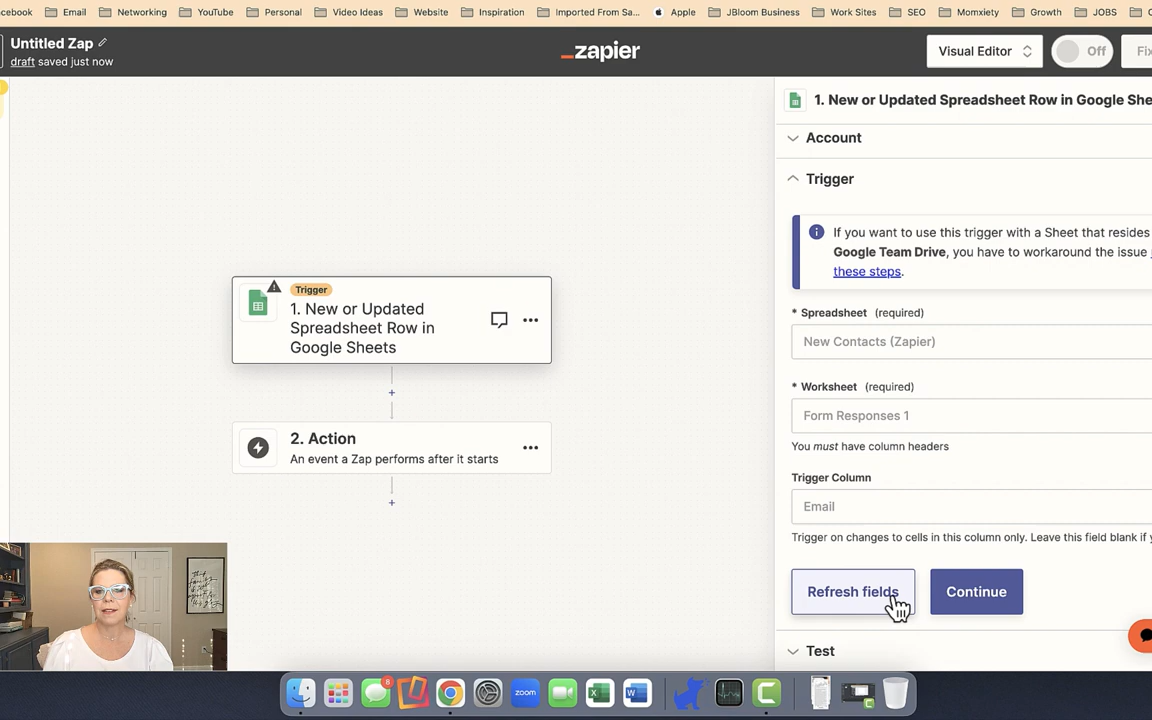 cebook Email Networking YouTube Personal Video Ideas Website Inspiration Imported From Sa... Apple JBloom Business Work Sites SEO Momxiety Growth JOBS
Untitled Zap
draft saved just now
_zapier
Visual Editor
Off
Fix
1. New or Updated Spreadsheet Row in Google She
Account
Trigger
If you want to use this trigger with a Sheet that resides
Google Team Drive, you have to workaround the issue
these steps.
* Spreadsheet (required)
New Contacts (Zapier)
* Worksheet (required)
Form Responses 1
You must have column headers
Trigger Column
Email
Trigger on changes to cells in this column only. Leave this field blank if y
Refresh fields
Continue
Test
Trigger
1. New or Updated
Spreadsheet Row in
Google Sheets
2. Action
An event a Zap performs after it starts
8
zoom